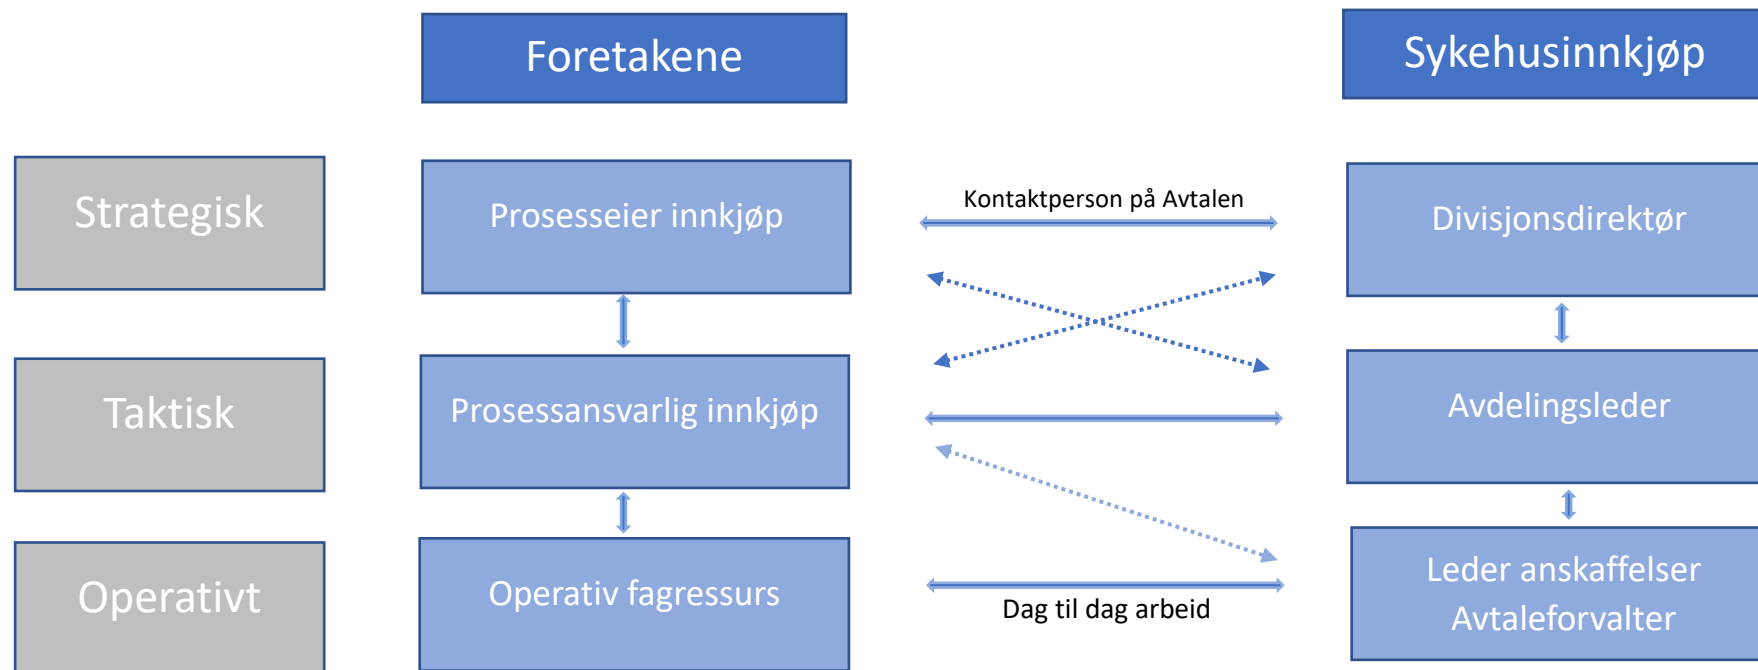 Foretakene
Sykehusinnkjøp
Strategisk
Prosesseier innkjøp
Kontaktperson på Avtalen
Divisjonsdirektør
Taktisk
Prosessansvarlig innkjøp
Avdelingsleder
Operativt
Operativ fagressurs
Dag til dag arbeid
Leder anskaffelser
Avtaleforvalter